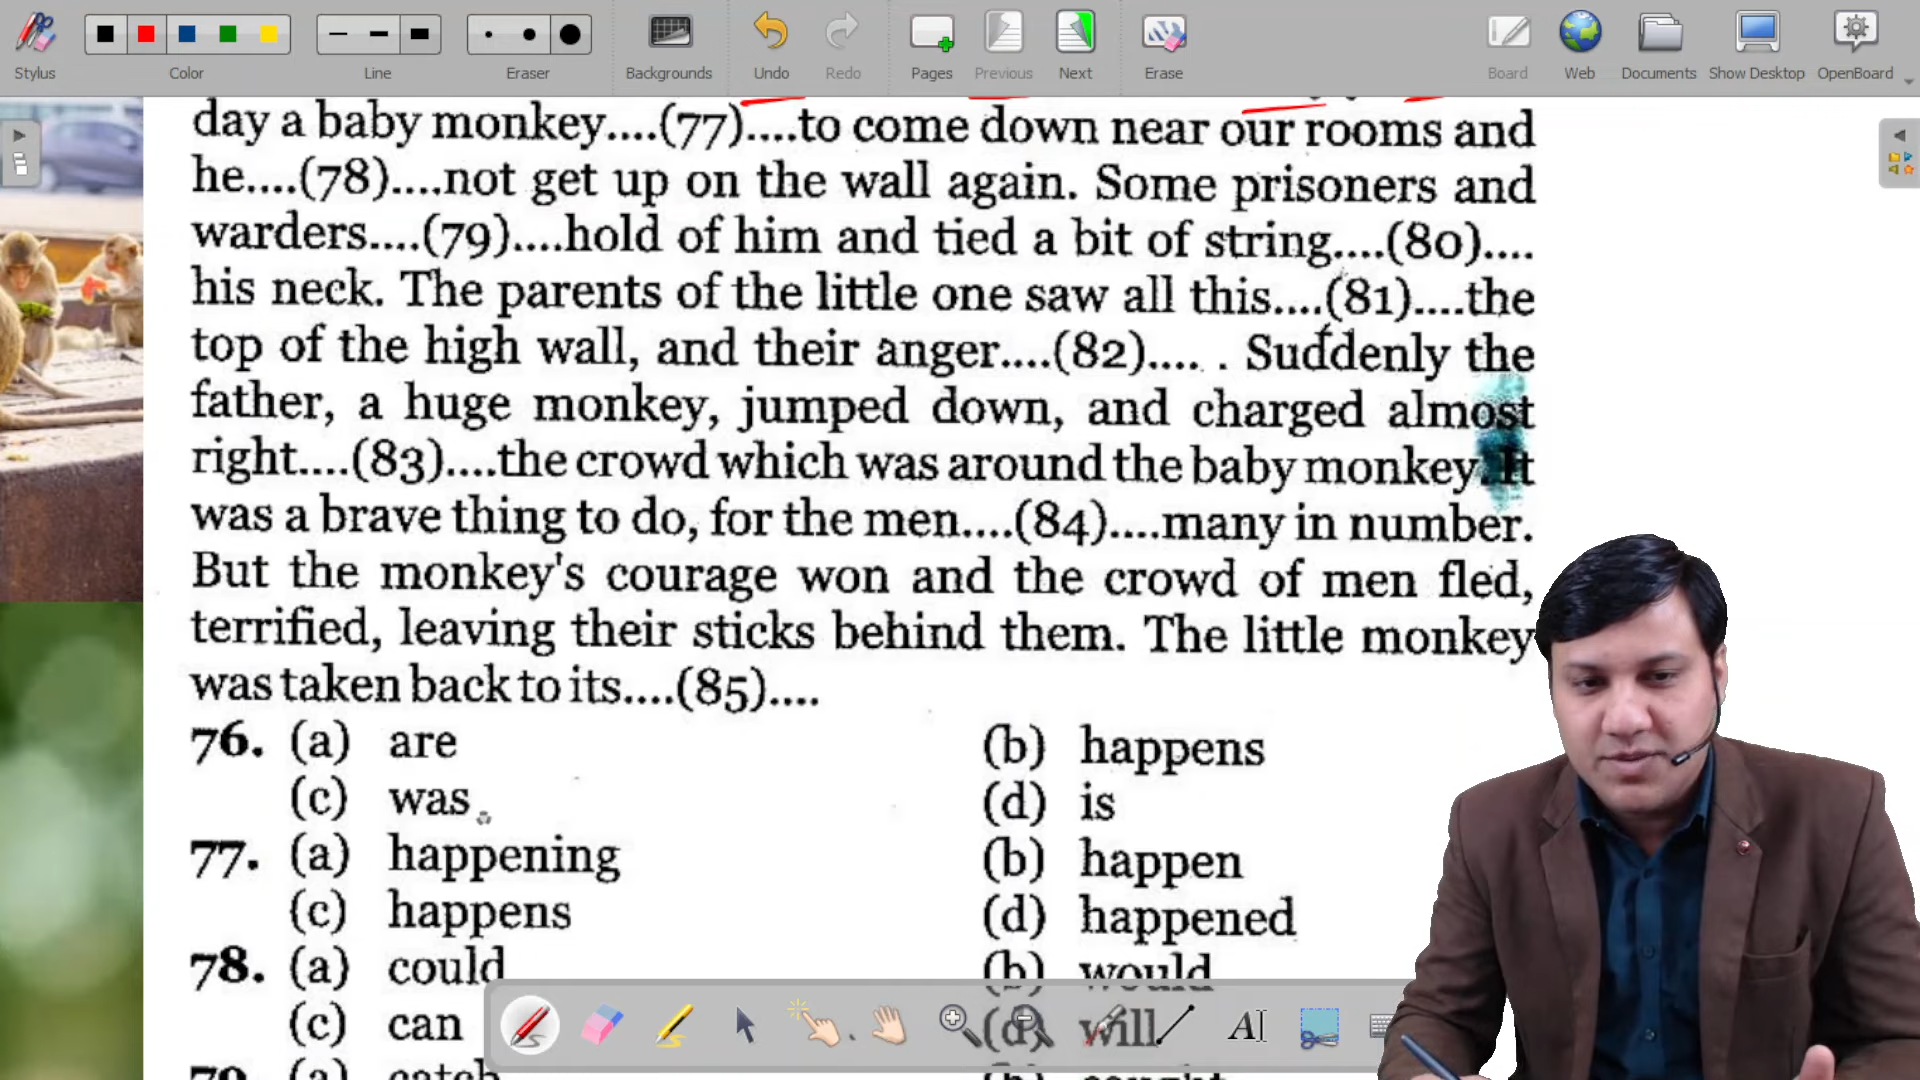 Stylus
Color
Line
Eraser
Backgrounds
Undo
Redo
Pages
Previous
Next
Erase
Board
Web
Documents
Show Desktop
OpenBoard
day a baby monkey....(77)....to come down near our rooms and
he....(78)....not get up on the wall again. Some prisoners and
warders....(79)....hold of him and tied a bit of string....(80)....
his neck. The parents of the little one saw all this....(81)....the
top of the high wall, and their anger....(82).... . Suddenly the
father, a huge monkey, jumped down, and charged almost
right....(83)....the crowd which was around the baby monkey. It
was a brave thing to do, for the men....(84)....many in number.
But the monkey's courage won and the crowd of men fled,
terrified, leaving their sticks behind them. The little monkey
was taken back to its....(85)....
76. (a) are (b) happens
(c) was (d) is
77. (a) happening (b) happen
(c) happens (d) happened
78. (a) could (b) would
(c) can (d) will
79. (a) catch (b) caught